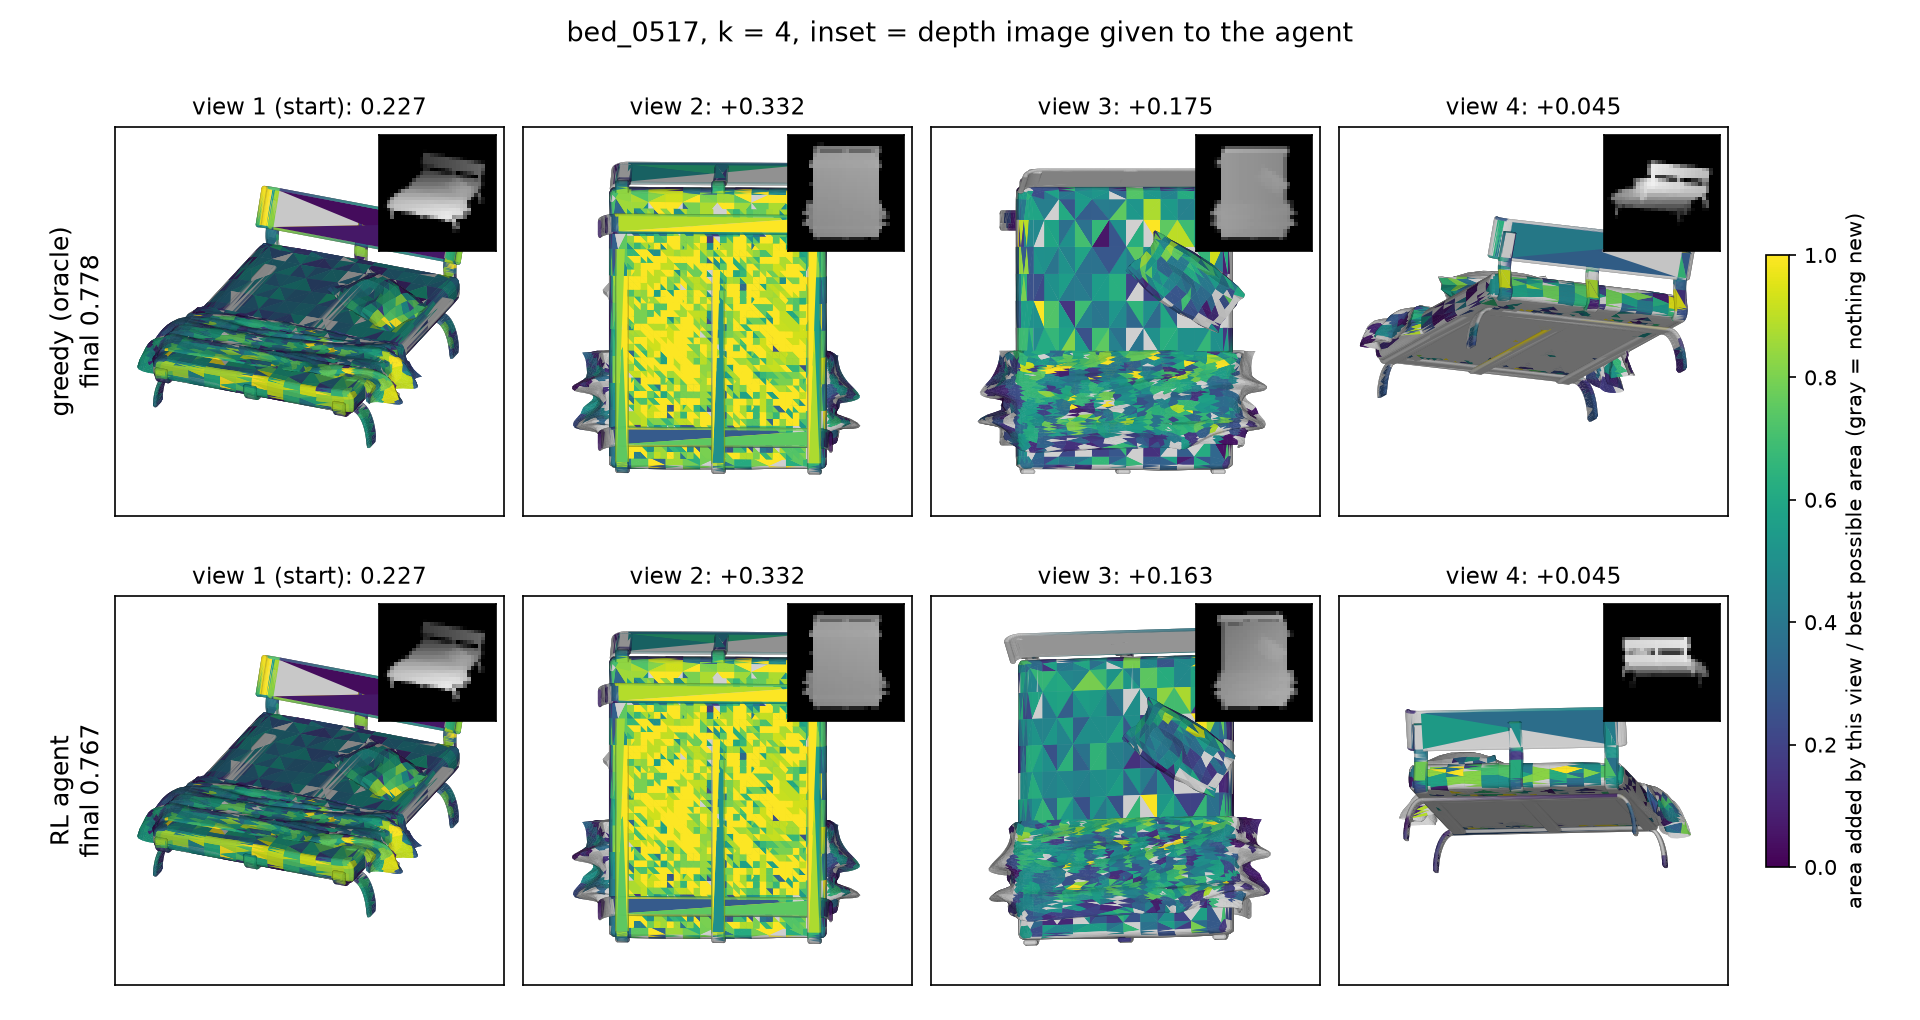 bed_0517, k = 4, inset = depth image given to the agent
greedy (oracle)
final 0.778
view 1 (start): 0.227
view 2: +0.332
view 3: +0.175
view 4: +0.045
RL agent
final 0.767
view 1 (start): 0.227
view 2: +0.332
view 3: +0.163
view 4: +0.045
1.0
0.8
0.6
0.4
0.2
0.0
area added by this view / best possible area (gray = nothing new)